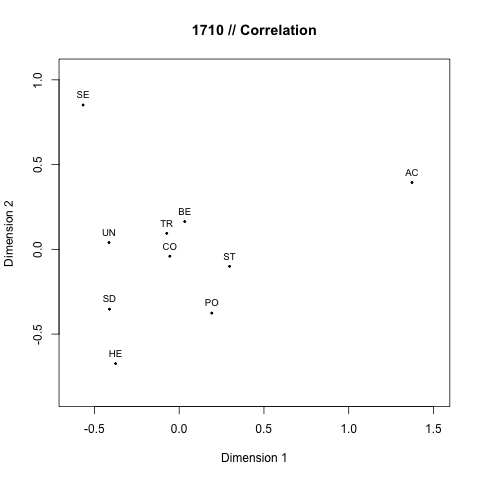 1710 // Correlation
1.0
0.5
0.0
-0.5
Dimension 2
SE
AC
BE
TR
UN
CO
ST
SD
PO
HE
-0.5 0.0 0.5 1.0 1.5
Dimension 1